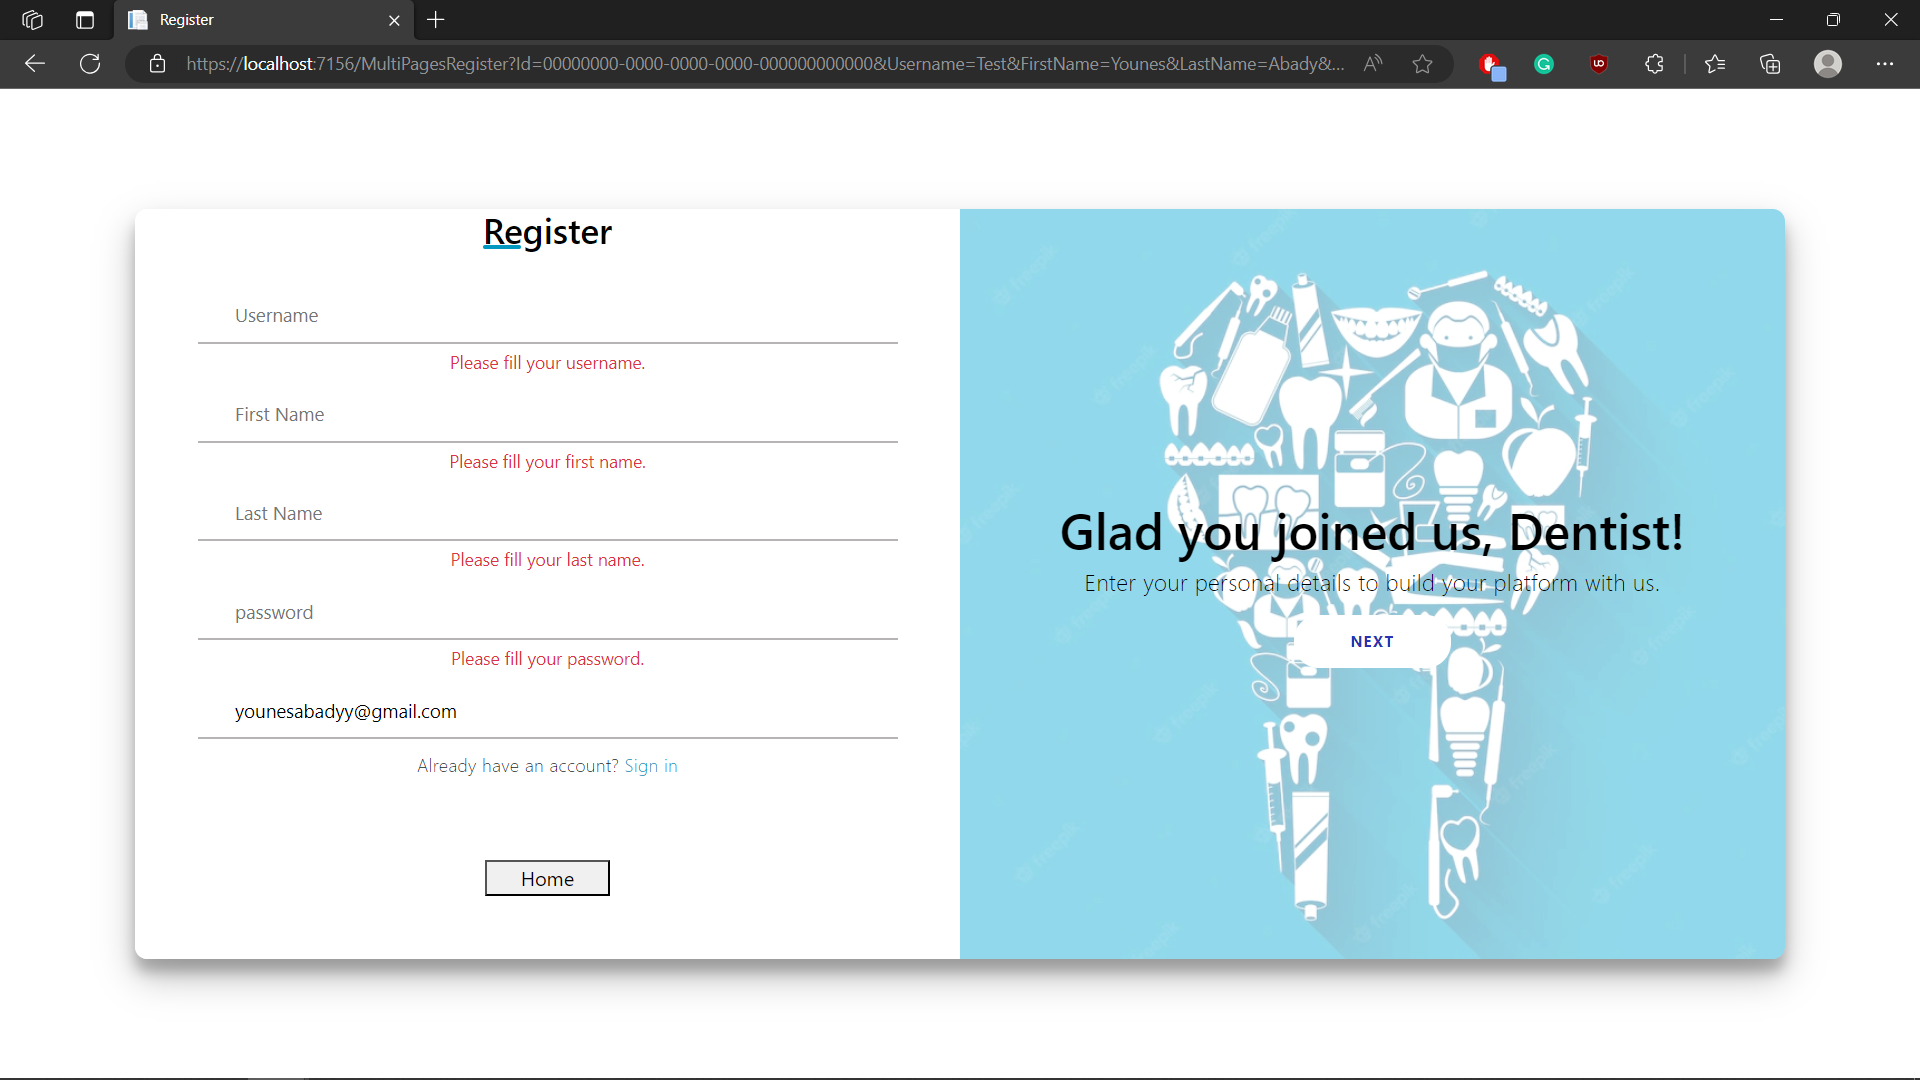 Register
https://localhost:7156/MultiPagesRegister?Id=00000000-0000-0000-0000-000000000000&Username=Test&FirstName=Younes&LastName=Abady&...
Register
Username
Please fill your username.
First Name
Please fill your first name.
Last Name
Please fill your last name.
password
Please fill your password.
younesabadyy@gmail.com
Already have an account? Sign in
Home
Glad you joined us, Dentist!
Enter your personal details to build your platform with us.
NEXT